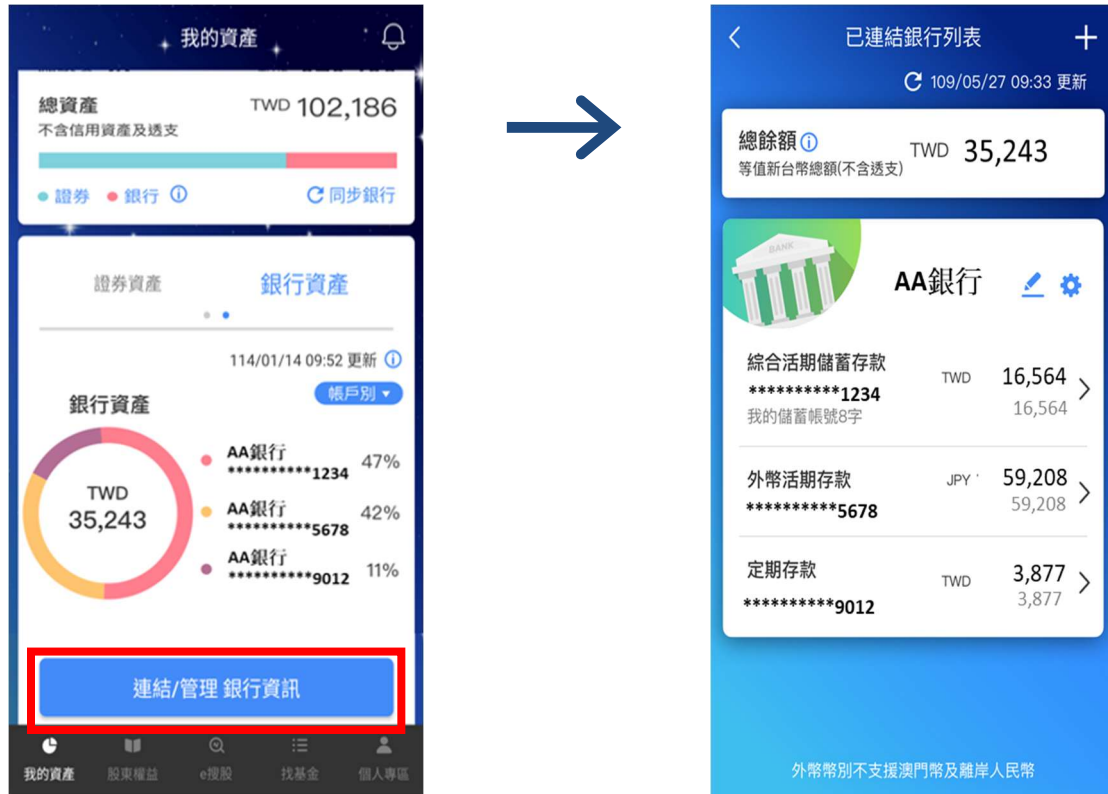 我的資產
總資產
TWD 102,186
不含信用資產及透支
證券 銀行
同步銀行
證券資產
銀行資產
114/01/14 09:52 更新
帳戶別
銀行資產
TWD
35,243
AA銀行
**********1234
47%
AA銀行
**********5678
42%
AA銀行
**********9012
11%
連結/管理 銀行資訊
我的資產 股東權益 e搜股 找基金 個人專區
已連結銀行列表
109/05/27 09:33 更新
總餘額
TWD 35,243
等值新台幣總額(不含透支)
BANK
AA銀行
綜合活期儲蓄存款
TWD 16,564
**********1234
16,564
我的儲蓄帳號8字
外幣活期存款
JPY 59,208
**********5678
59,208
定期存款
TWD 3,877
**********9012
3,877
外幣幣別不支援澳門幣及離岸人民幣